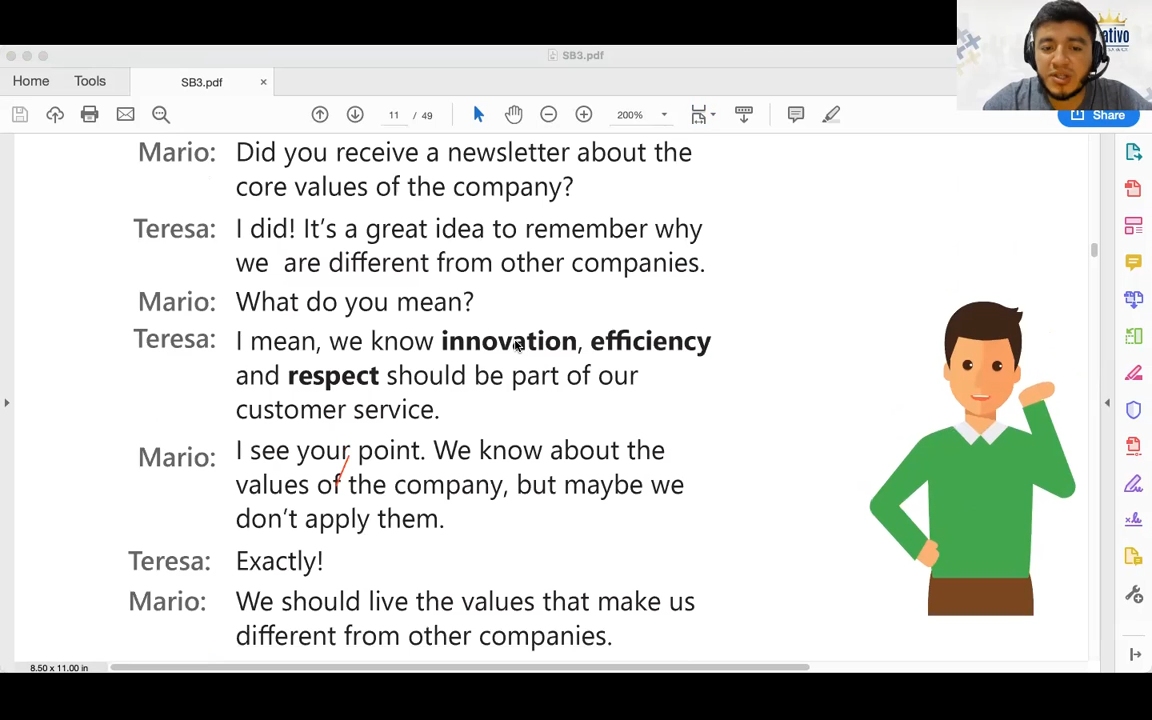 SB3.pdf
Home Tools SB3.pdf ×
11 / 49 200% Share
Mario: Did you receive a newsletter about the
core values of the company?
Teresa: I did! It's a great idea to remember why
we are different from other companies.
Mario: What do you mean?
Teresa: I mean, we know innovation, efficiency
and respect should be part of our
customer service.
Mario: I see your point. We know about the
values of the company, but maybe we
don't apply them.
Teresa: Exactly!
Mario: We should live the values that make us
different from other companies.
8.50 x 11.00 in